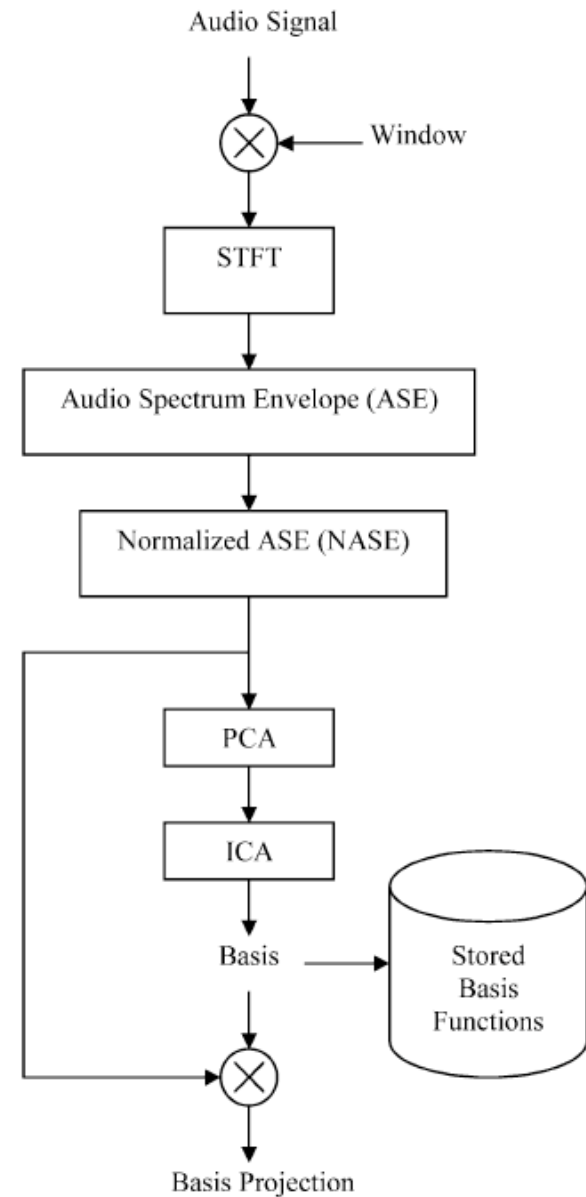 Audio Signal
Window
STFT
Audio Spectrum Envelope (ASE)
Normalized ASE (NASE)
PCA
ICA
Basis
Stored
Basis
Functions
Basis Projection